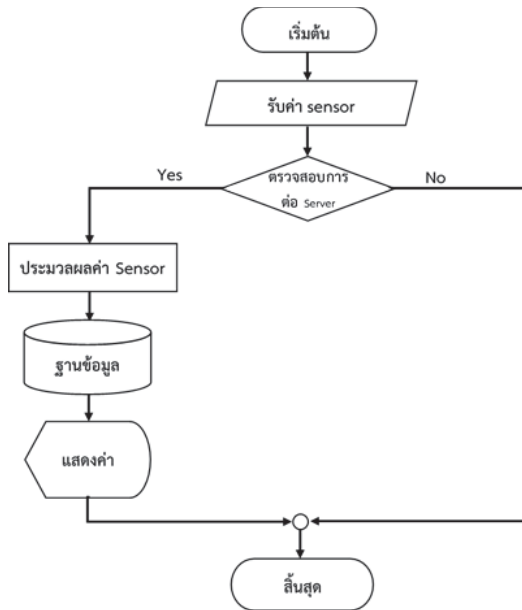 เริ่มต้น
รับค่า sensor
ตรวจสอบการ
ต่อ Server
Yes
No
ประมวลผลค่า Sensor
ฐานข้อมูล
แสดงค่า
สิ้นสุด